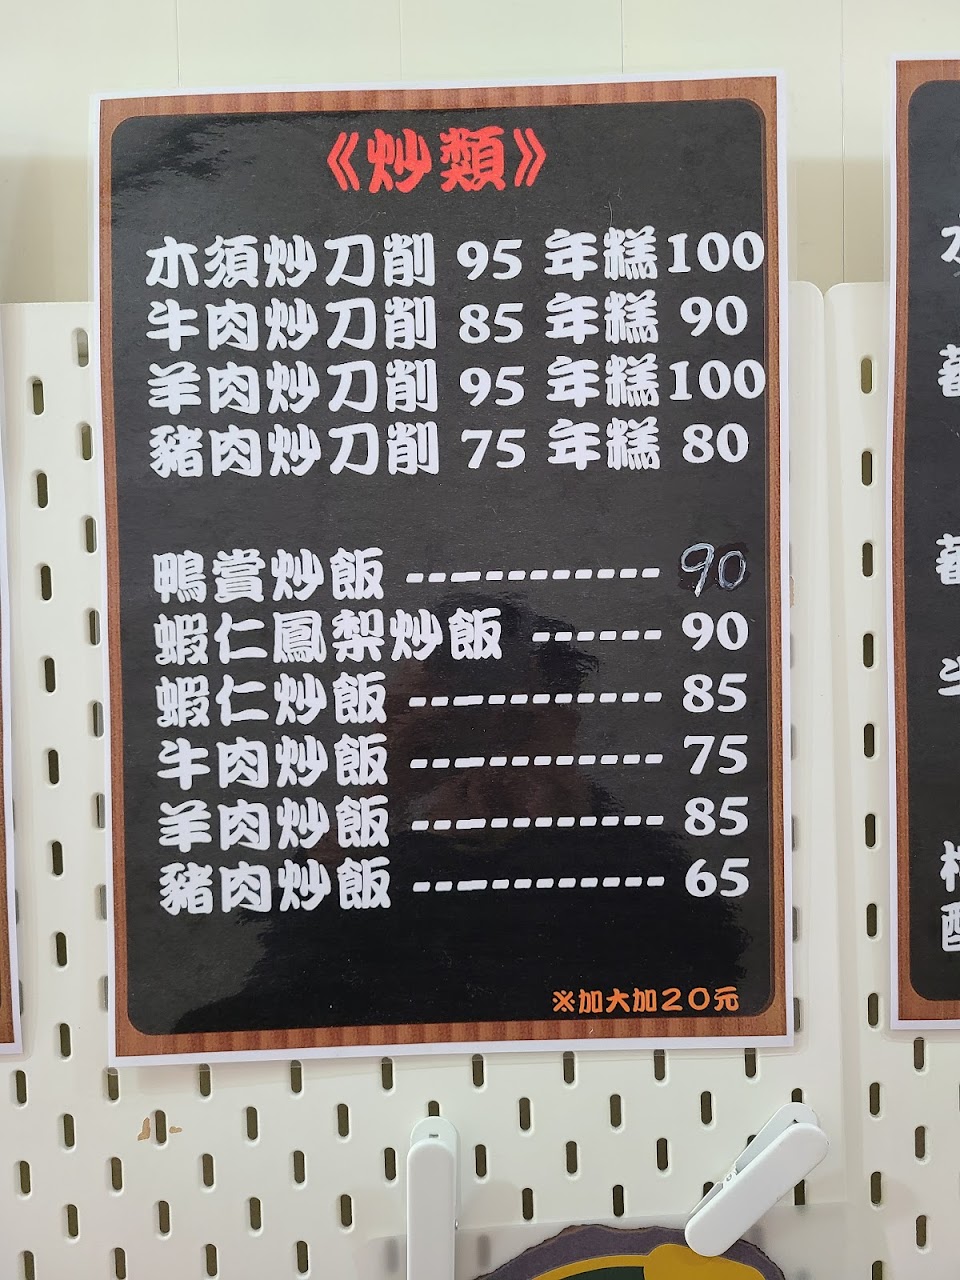 《炒類》
木須炒刀削 95 年糕 100
牛肉炒刀削 85 年糕 90
羊肉炒刀削 95 年糕 100
豬肉炒刀削 75 年糕 80
鴨賞炒飯 ----------- 90
蝦仁鳳梨炒飯 ------ 90
蝦仁炒飯 ----------- 85
牛肉炒飯 ----------- 75
羊肉炒飯 ----------- 85
豬肉炒飯 ----------- 65
※加大加20元